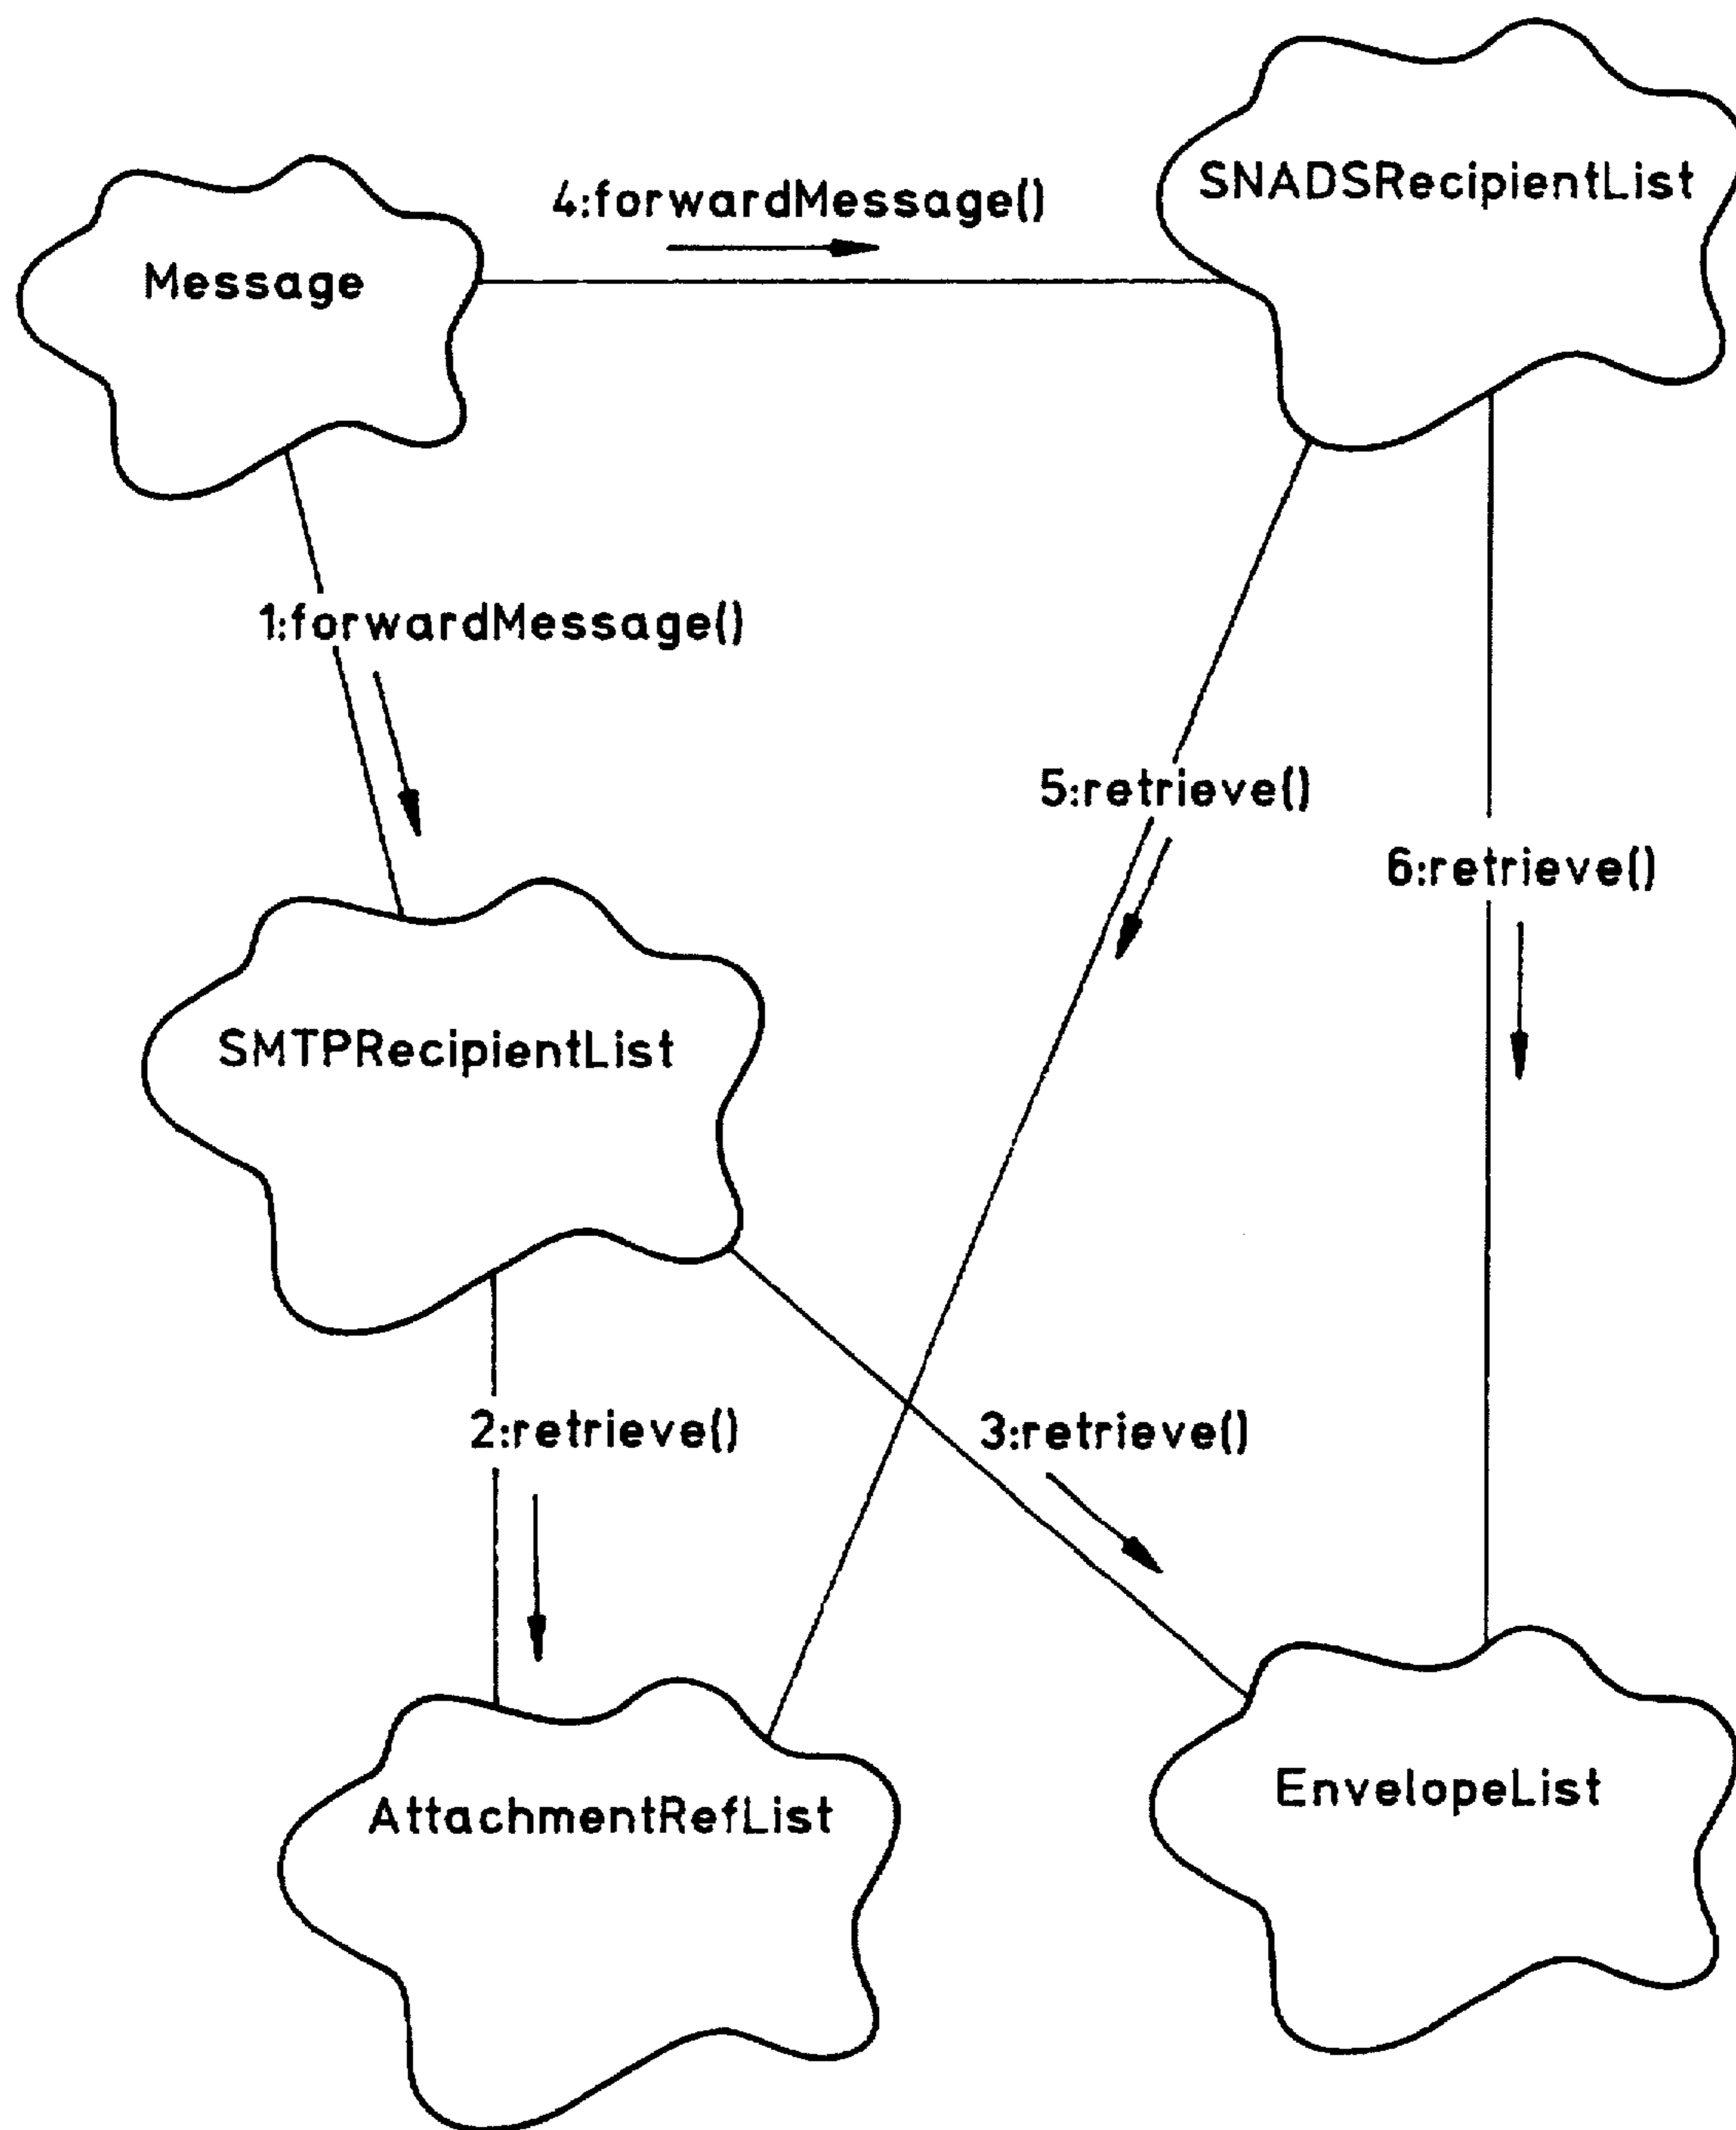 SNADSRecipientList
4:forwardMessage()
Message
1:forwardMessage()
5:retrieve()
6:retrieve()
SMTPRecipientList
2:retrieve()
3:retrieve()
AttachmentRefList
EnvelopeList